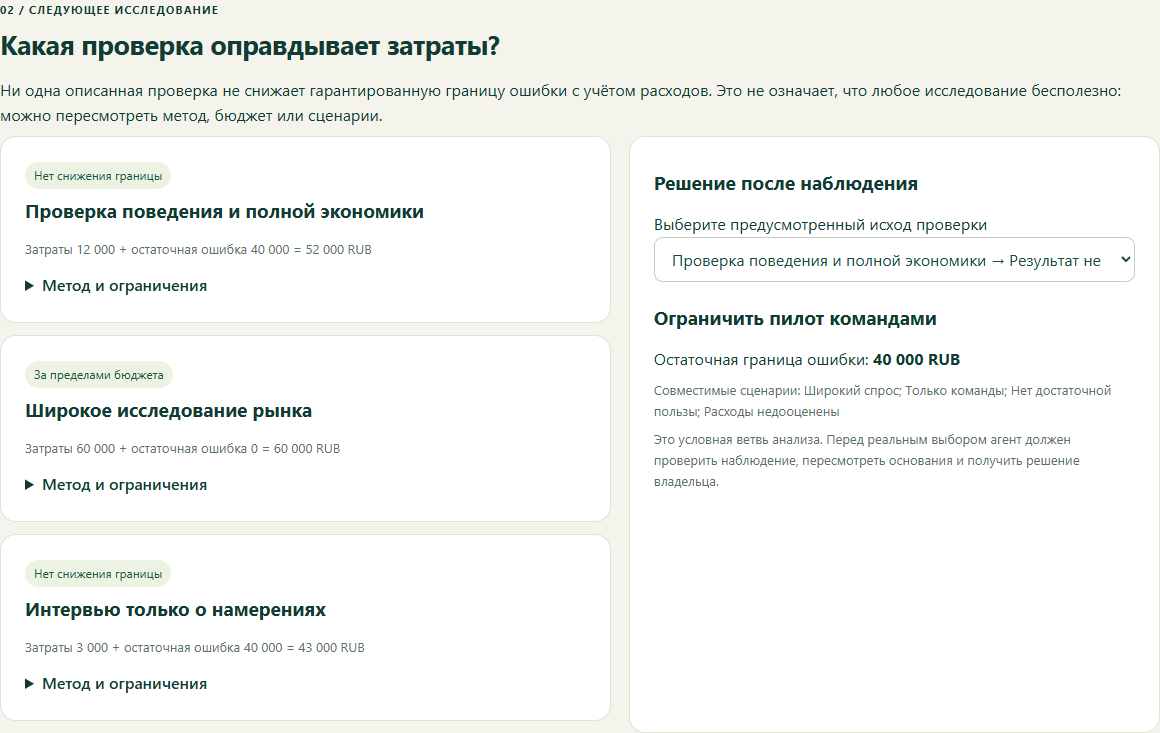 02 / СЛЕДУЮЩЕЕ ИССЛЕДОВАНИЕ
Какая проверка оправдывает затраты?
Ни одна описанная проверка не снижает гарантированную границу ошибки с учётом расходов. Это не означает, что любое исследование бесполезно:
можно пересмотреть метод, бюджет или сценарии.
Нет снижения границы
Проверка поведения и полной экономики
Затраты 12 000 + остаточная ошибка 40 000 = 52 000 RUB
▶ Метод и ограничения
За пределами бюджета
Широкое исследование рынка
Затраты 60 000 + остаточная ошибка 0 = 60 000 RUB
▶ Метод и ограничения
Нет снижения границы
Интервью только о намерениях
Затраты 3 000 + остаточная ошибка 40 000 = 43 000 RUB
▶ Метод и ограничения
Решение после наблюдения
Выберите предусмотренный исход проверки
Проверка поведения и полной экономики → Результат не
Ограничить пилот командами
Остаточная граница ошибки: 40 000 RUB
Совместимые сценарии: Широкий спрос; Только команды; Нет достаточной
пользы; Расходы недооценены
Это условная ветвь анализа. Перед реальным выбором агент должен
проверить наблюдение, пересмотреть основания и получить решение
владельца.